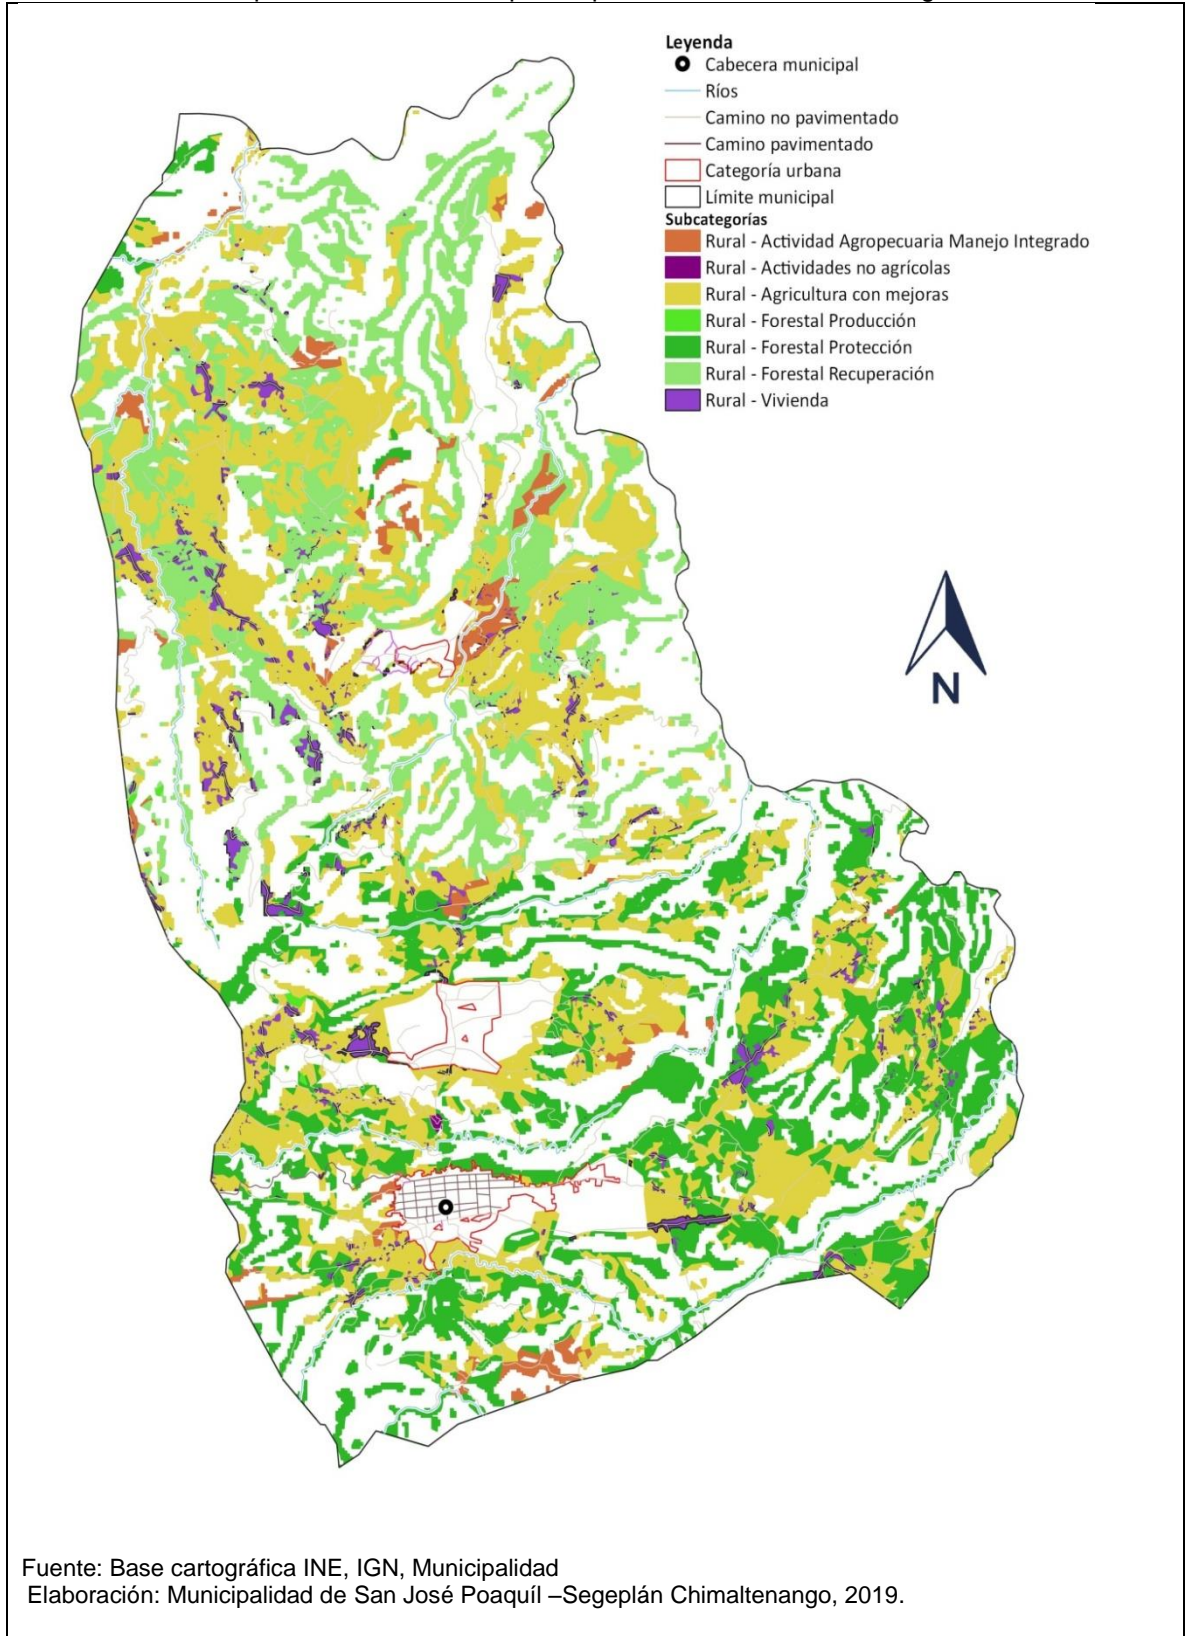 Leyenda
Cabecera municipal
Ríos
Camino no pavimentado
Camino pavimentado
Categoría urbana
Límite municipal
Subcategorías
Rural - Actividad Agropecuaria Manejo Integrado
Rural - Actividades no agrícolas
Rural - Agricultura con mejoras
Rural - Forestal Producción
Rural - Forestal Protección
Rural - Forestal Recuperación
Rural - Vivienda
N
Fuente: Base cartográfica INE, IGN, Municipalidad
Elaboración: Municipalidad de San José Poaquíl –Segeplán Chimaltenango, 2019.